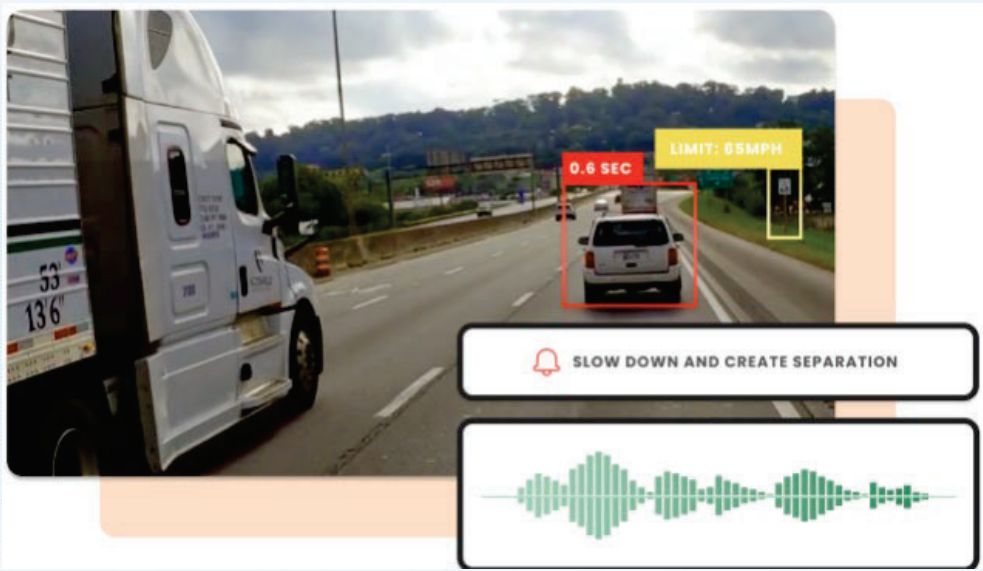 LIMIT: 65MPH
0.6 SEC
SLOW DOWN AND CREATE SEPARATION
53'
13'6"